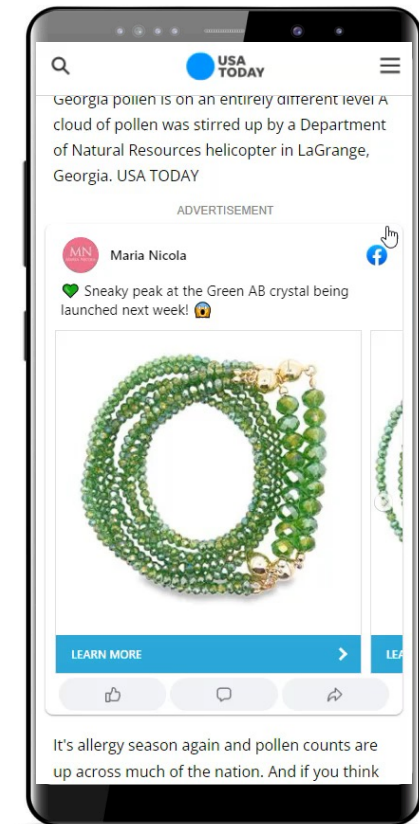 USA
TODAY
Georgia pollen is on an entirely different level A
cloud of pollen was stirred up by a Department
of Natural Resources helicopter in LaGrange,
Georgia. USA TODAY
ADVERTISEMENT
MN
Maria Nicola
💚 Sneaky peak at the Green AB crystal being
launched next week! 😱
LEARN MORE
LEA
It's allergy season again and pollen counts are
up across much of the nation. And if you think